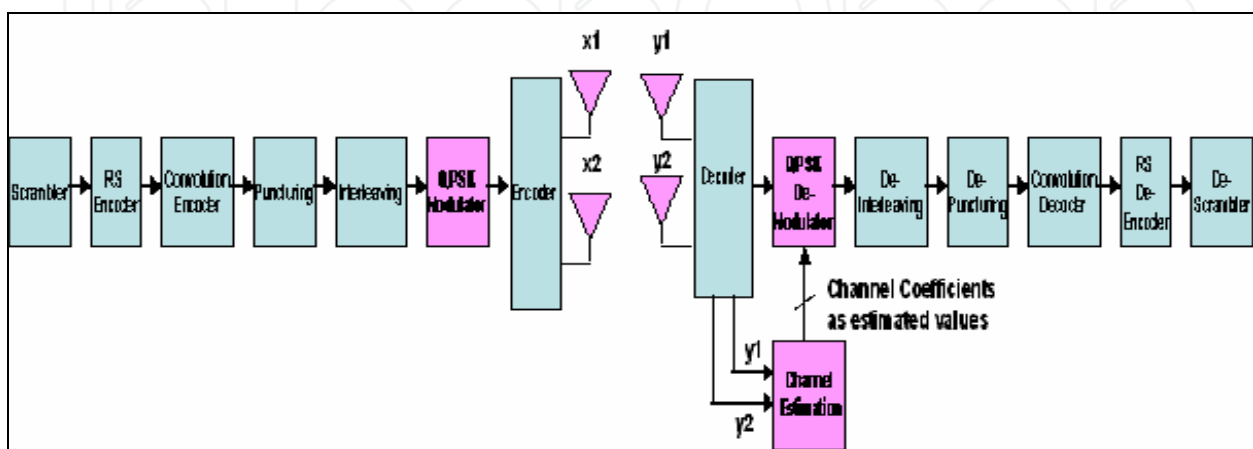 x1
y1
x2
y2
Scrambler
RS
Encoder
Convolution
Encoder
Puncturing
Interleaving
QPSK
Modulator
Encoder
Decoder
QPSK
De-
Modulator
De-
Interleaving
De-
Puncturing
Convolution
Decoder
RS
De-
Encoder
De-
Scrambler
Channel Coefficients
as estimated values
y1
y2
Channel
Estimation